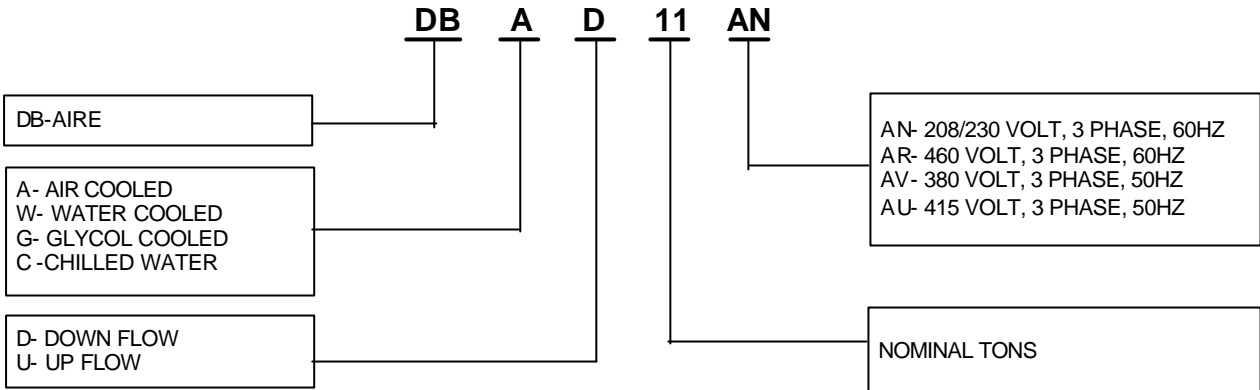 DB A D 11 AN
DB-AIRE
A- AIR COOLED
W- WATER COOLED
G- GLYCOL COOLED
C -CHILLED WATER
D- DOWN FLOW
U- UP FLOW
AN- 208/230 VOLT, 3 PHASE, 60HZ
AR- 460 VOLT, 3 PHASE, 60HZ
AV- 380 VOLT, 3 PHASE, 50HZ
AU- 415 VOLT, 3 PHASE, 50HZ
NOMINAL TONS